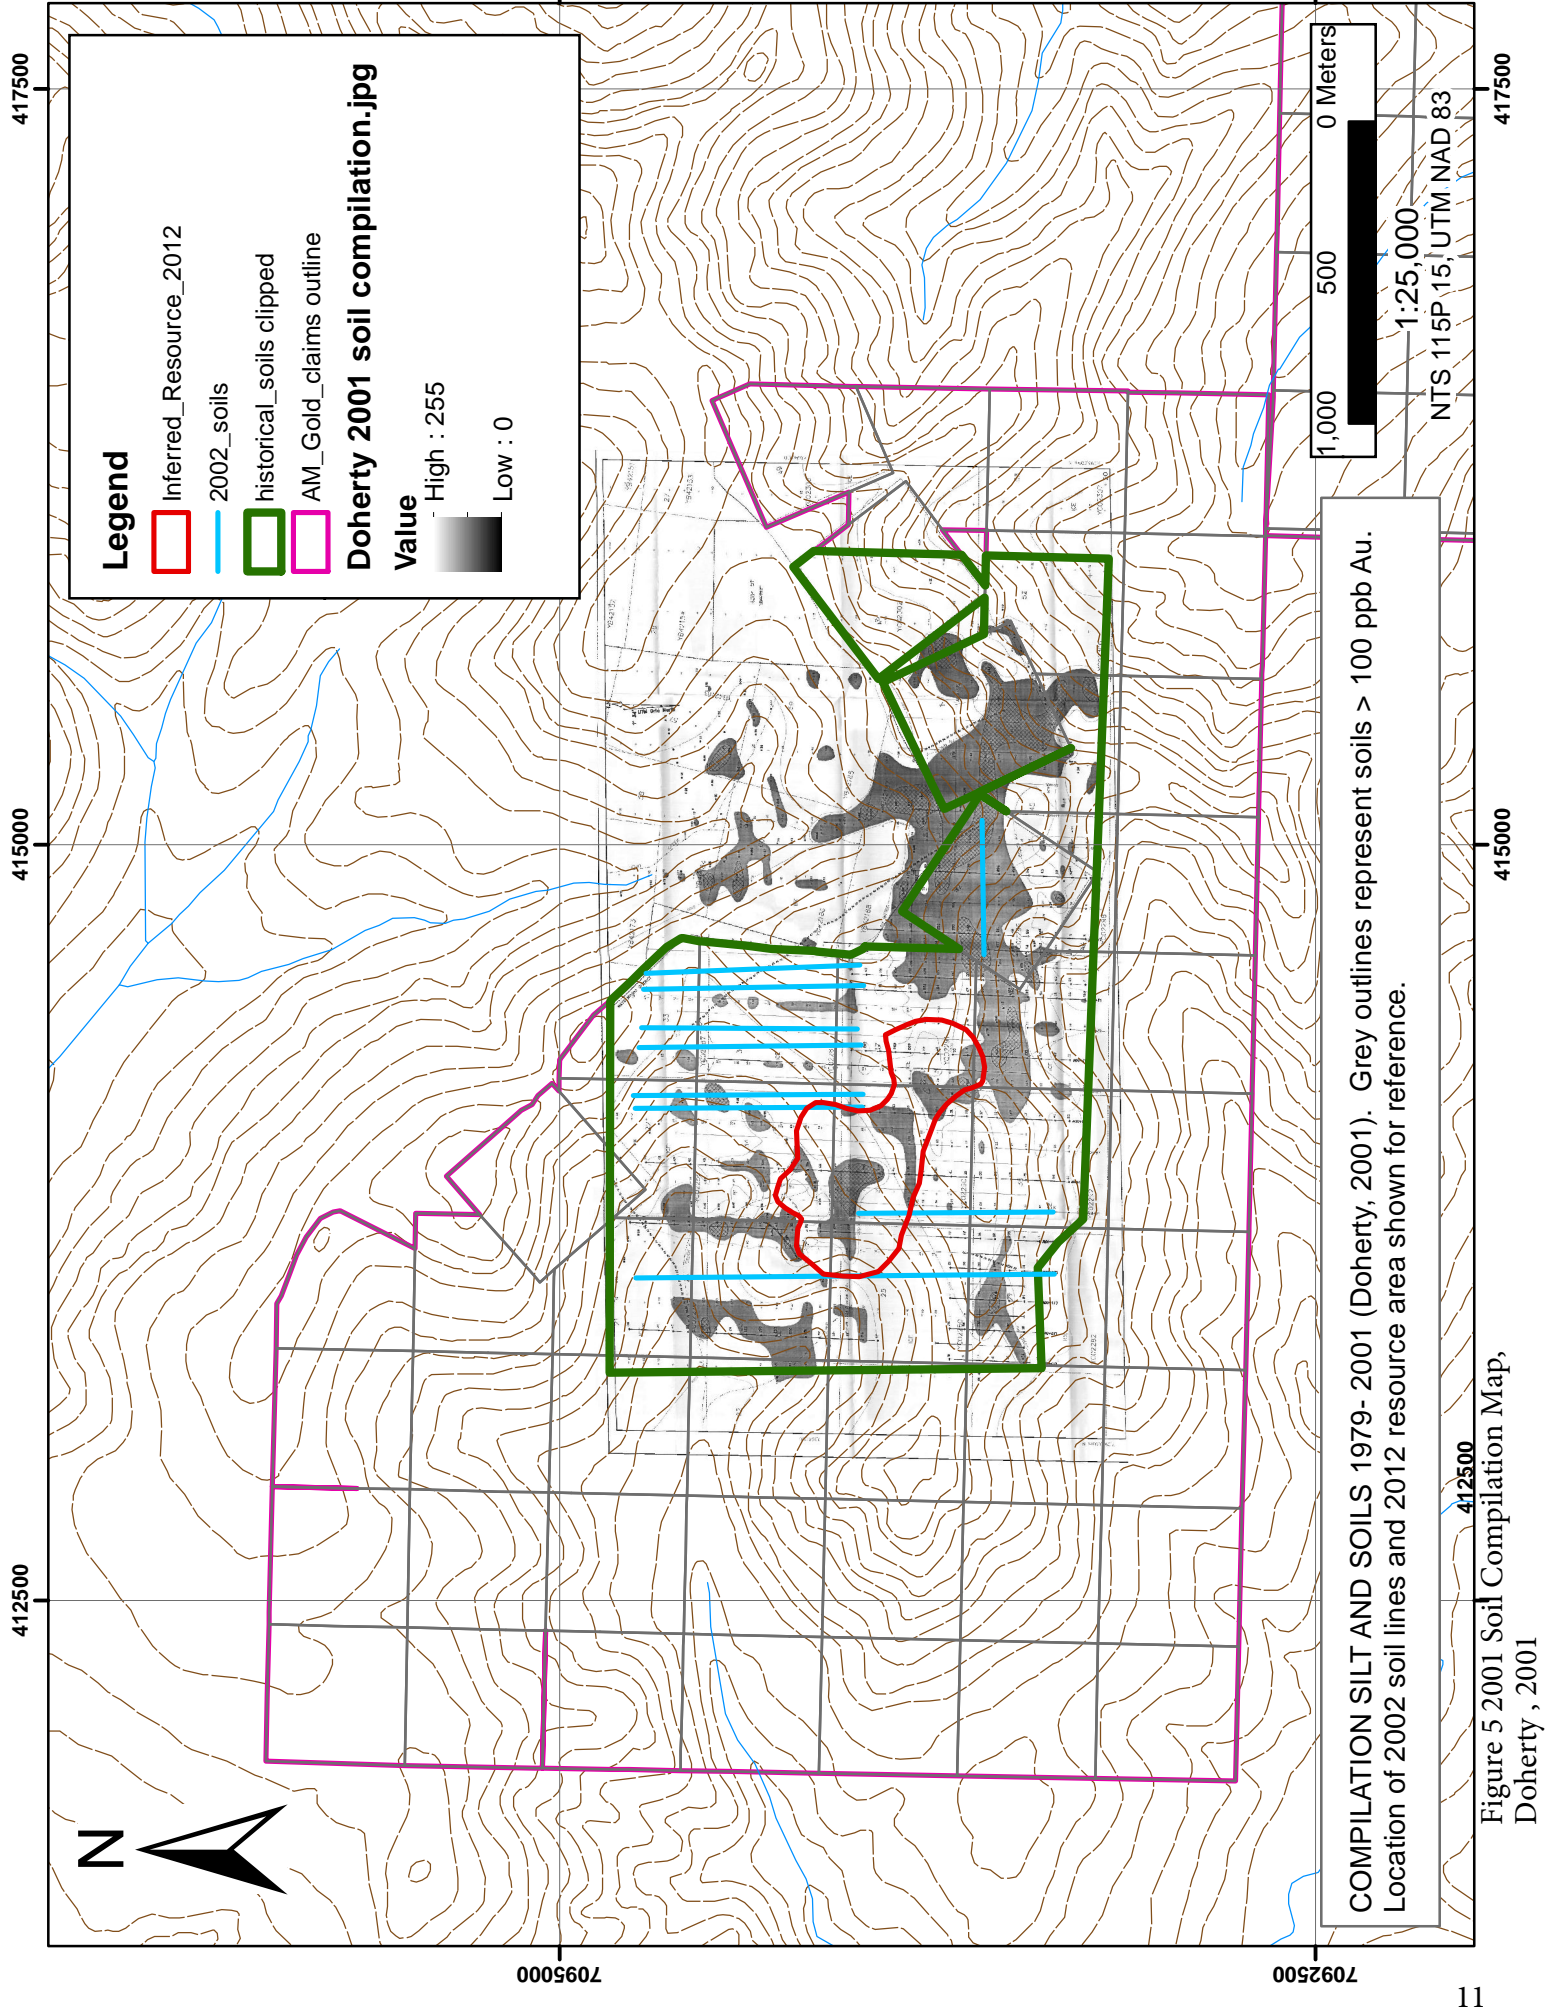 417500
415000
412500
Legend
Inferred_Resource_2012
2002_soils
historical_soils clipped
AM_Gold_claims outline
Doherty 2001 soil compilation.jpg
Value
High : 255
Low : 0
N
7095000
7092500
1,000 500 0 Meters
1:25,000
NTS 115P 15, UTM NAD 83
COMPILATION SILT AND SOILS 1979- 2001 (Doherty, 2001). Grey outlines represent soils > 100 ppb Au.
Location of 2002 soil lines and 2012 resource area shown for reference.
417500
415000
412500
Figure 5 2001 Soil Compilation Map,
Doherty , 2001
11